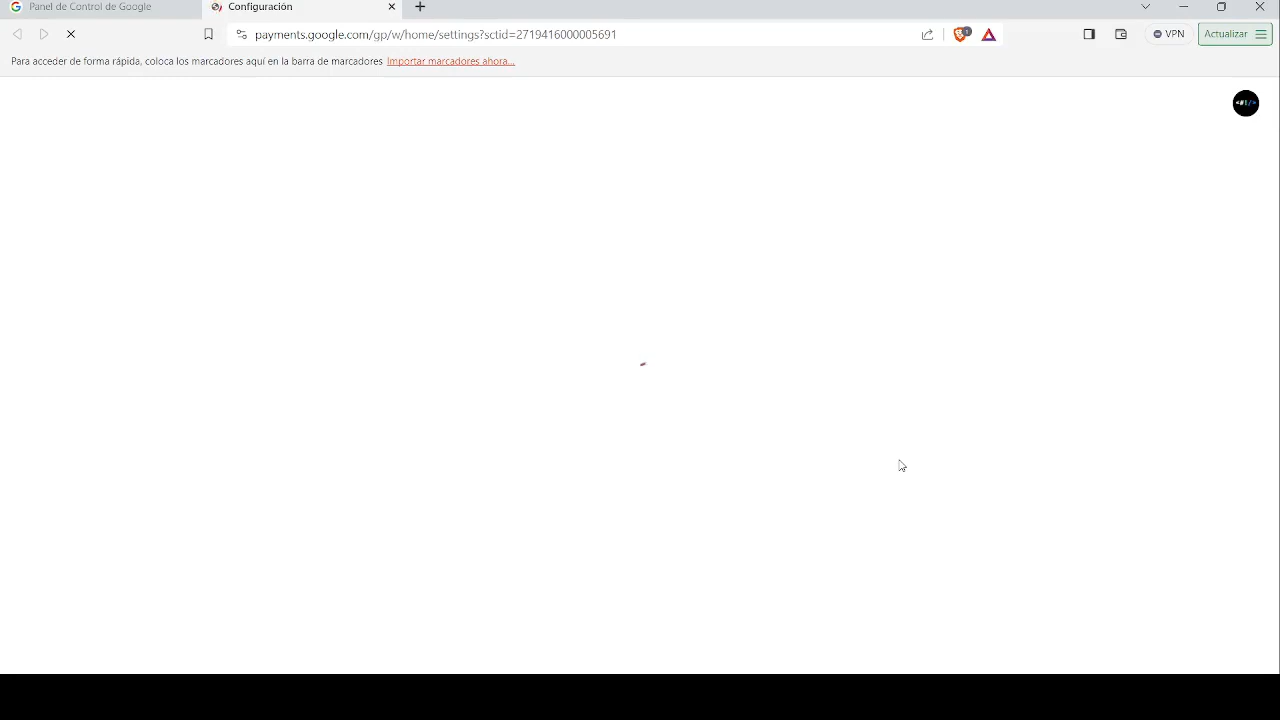 Panel de Control de Google
Configuración
payments.google.com/gp/w/home/settings?sctid=2719416000005691
1
VPN
Actualizar
Para acceder de forma rápida, coloca los marcadores aquí en la barra de marcadores Importar marcadores ahora...
<#!/>